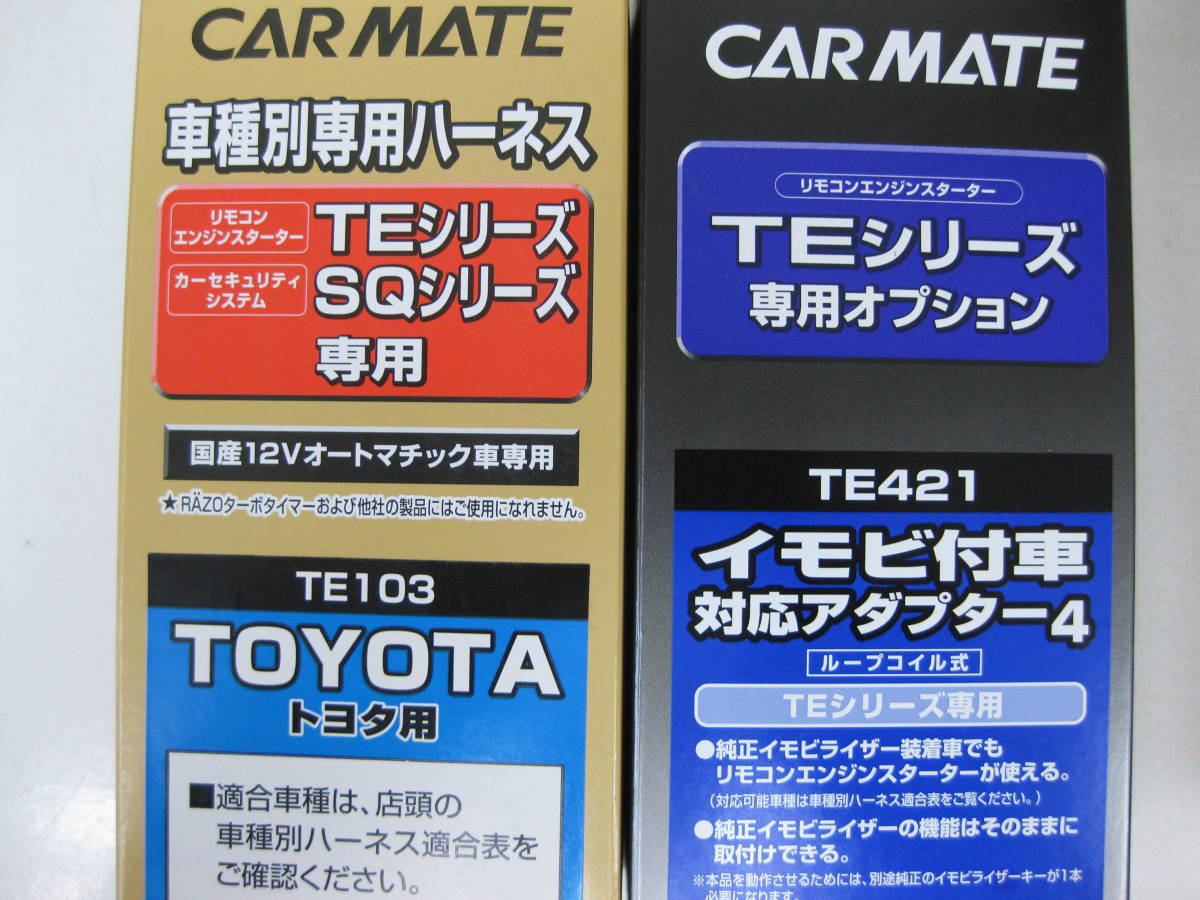 CARMATE
車種別専用ハーネス
リモコン
エンジンスターター
TEシリーズ
カーセキュリティ
システム
SQシリーズ
専用
国産12Vオートマチック車専用
★RÄZOターボタイマーおよび他社の製品にはご使用になれません。
TE103
TOYOTA
トヨタ用
■適合車種は、店頭の
車種別ハーネス適合表を
ご確認ください。
CARMATE
リモコンエンジンスターター
TEシリーズ
専用オプション
TE421
イモビ付車
対応アダプター4
ループコイル式
TEシリーズ専用
●純正イモビライザー装着車でも
リモコンエンジンスターターが使える。
(対応可能車種は車種別ハーネス適合表をご覧ください。)
●純正イモビライザーの機能はそのままに
取付けできる。
※本品を動作させるためには、別途純正のイモビライザーキーが1本
必要になります。